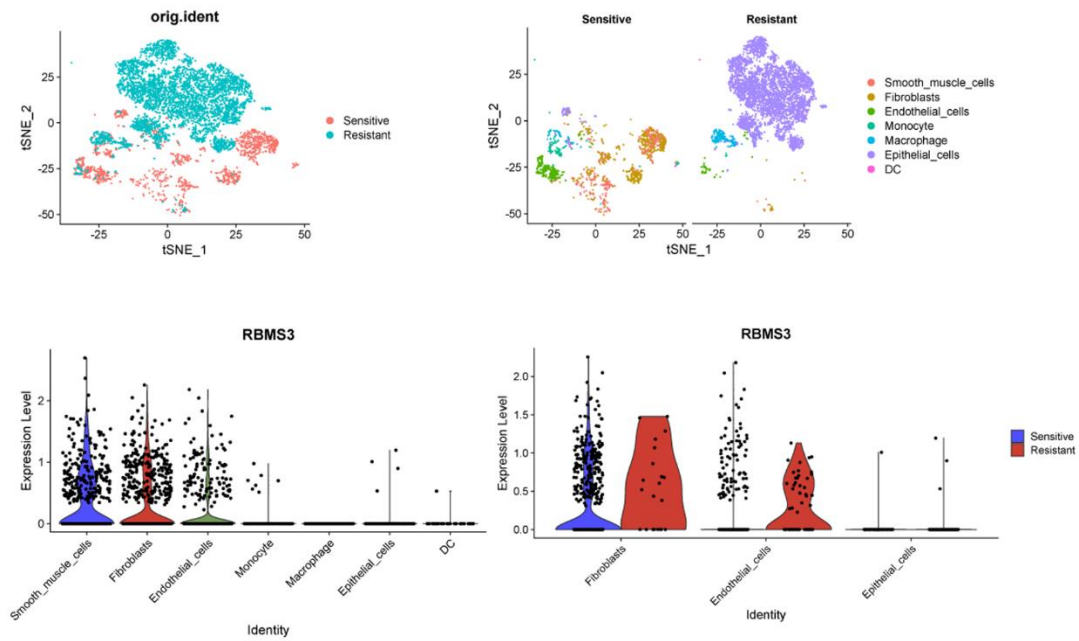 orig.ident
tSNE_2
25
0
-25
-50
-25
0
25
50
tSNE_1
Sensitive
Resistant
Sensitive
Resistant
tSNE_2
25
0
-25
-50
-25
0
25
50
-25
0
25
50
tSNE_1
Smooth_muscle_cells
Fibroblasts
Endothelial_cells
Monocyte
Macrophage
Epithelial_cells
DC
RBMS3
Expression Level
2
1
0
Smooth_muscle_cells
Fibroblasts
Endothelial_cells
Monocyte
Macrophage
Epithelial_cells
DC
Identity
RBMS3
Expression Level
2.0
1.5
1.0
0.5
0.0
Fibroblasts
Endothelial_cells
Epithelial_cells
Identity
Sensitive
Resistant